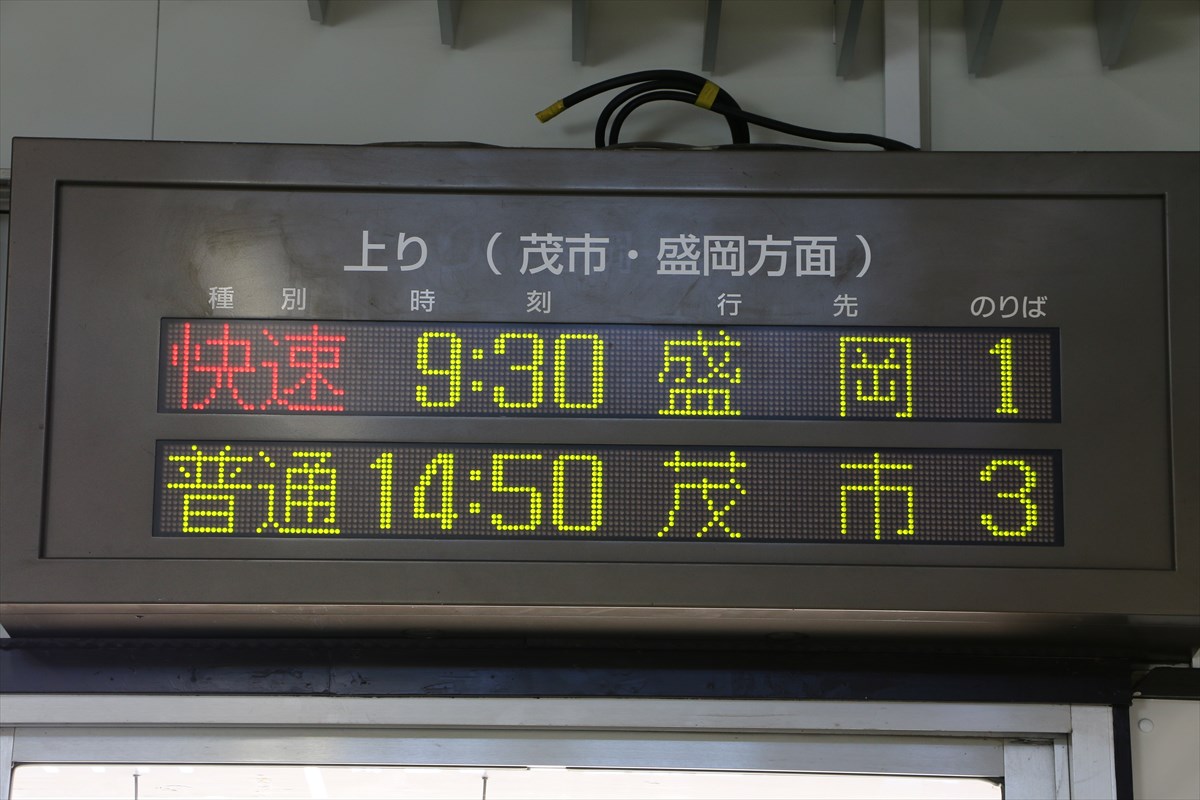 上り （ 茂市・盛岡方面 ）
種別 時刻 行先 のりば
快速 9:30 盛岡 1
普通 14:50 茂市 3